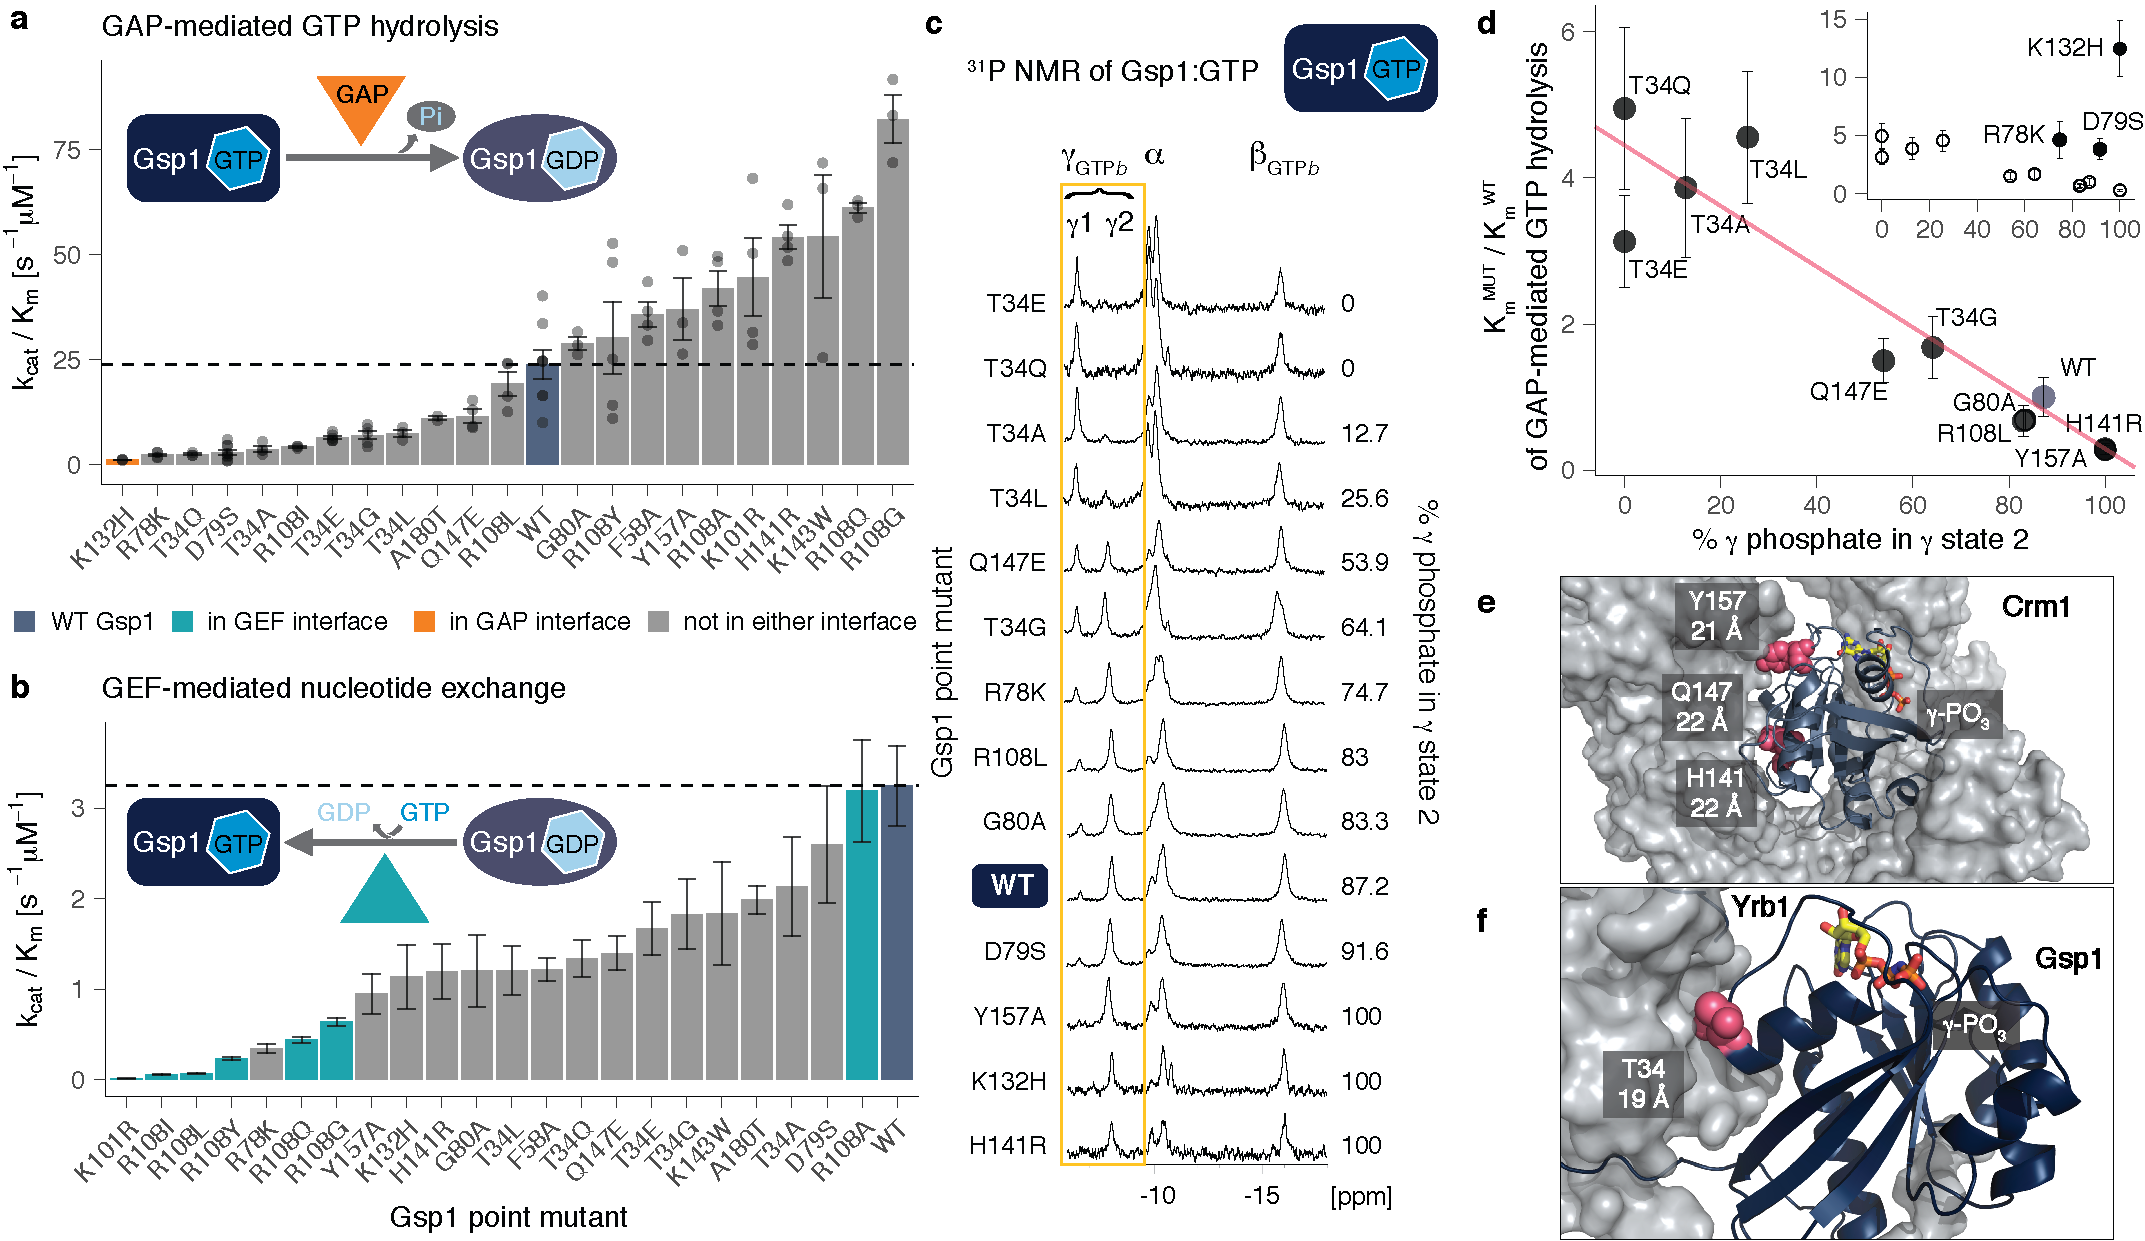 a
GAP-mediated GTP hydrolysis
kcat / Km [s−1µM−1]
75
50
25
0
GAP
Pi
Gsp1
GTP
Gsp1
GDP
K132H
R78K
T34Q
D79S
T34A
R108I
T34E
T34G
T34L
A180T
Q147E
R108L
WT
G80A
R108Y
F58A
Y157A
R108A
K101R
H141R
K143W
R108Q
R108G
WT Gsp1
in GEF interface
in GAP interface
not in either interface
b
GEF-mediated nucleotide exchange
kcat / Km [s−1µM−1]
3
2
1
0
GDP
GTP
Gsp1
GTP
Gsp1
GDP
K101R
R108I
R108L
R108Y
R78K
R108Q
R108G
Y157A
K132H
H141R
G80A
T34L
F58A
T34Q
Q147E
T34E
T34G
K143W
A180T
T34A
D79S
R108A
WT
Gsp1 point mutant
c
31P NMR of Gsp1:GTP
Gsp1
GTP
γGTPb
α
βGTPb
γ1 γ2
Gsp1 point mutant
% γ phosphate in γ state 2
T34E 0
T34Q 0
T34A 12.7
T34L 25.6
Q147E 53.9
T34G 64.1
R78K 74.7
R108L 83
G80A 83.3
WT 87.2
D79S 91.6
Y157A 100
K132H 100
H141R 100
-10 -15 [ppm]
d
KmMUT / KmWT
of GAP-mediated GTP hydrolysis
6
4
2
0
T34Q
T34L
T34A
T34E
T34G
Q147E
WT
G80A
R108L
H141R
Y157A
0 20 40 60 80 100
% γ phosphate in γ state 2
15
10
5
0
K132H
R78K
D79S
0 20 40 60 80 100
e
Crm1
Y157
21 Å
Q147
22 Å
H141
22 Å
γ-PO3
f
Yrb1
Gsp1
γ-PO3
T34
19 Å